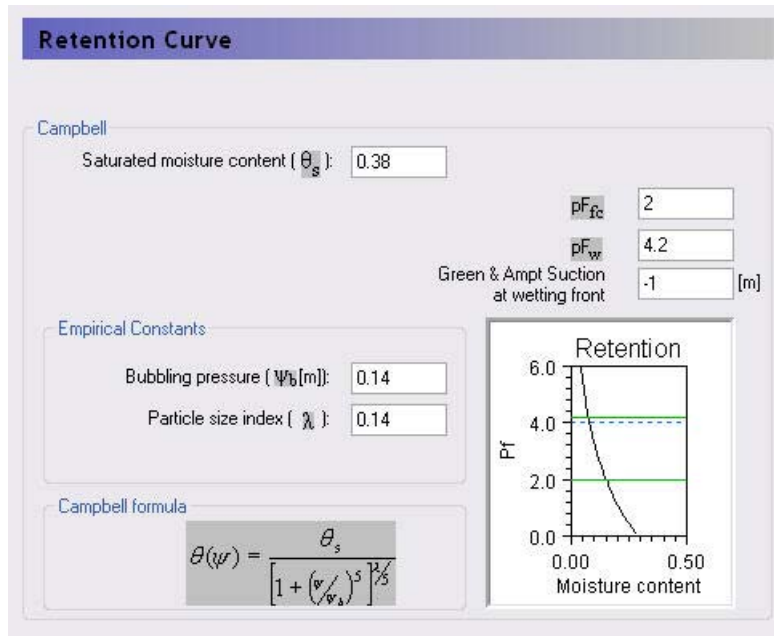 Retention Curve
Campbell
Saturated moisture content ( θs ): 0.38
pFfc 2
pFw 4.2
Green & Ampt Suction
at wetting front -1 [m]
Empirical Constants
Bubbling pressure ( Ψb[m]): 0.14
Particle size index ( λ ): 0.14
Campbell formula
θ(ψ) = θs / [1 + (ψ/ψb)^5]^λ/5
Retention
6.0
4.0
Pf
2.0
0.0
0.00 0.50
Moisture content